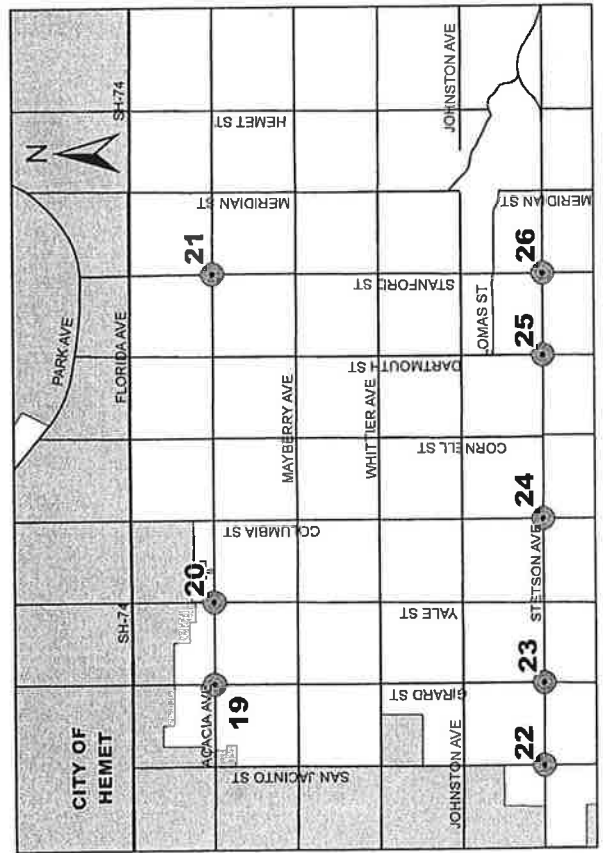 SH-74
N
HEMET ST
JOHNSTON AVE
PARK AVE
FLORIDA AVE
MERIDIAN ST
MERIDIAN ST
21
STANFORD ST
26
OMAS ST
25
DARTMOUTH ST
MAYBERRY AVE
WHITTIER AVE
CORNELL ST
24
COLUMBIA ST
STETSON AVE
SH-74
20
YALE ST
23
CITY OF
HEMET
ACACIA AVE
19
GIRARD ST
SAN JACINTO ST
JOHNSTON AVE
22